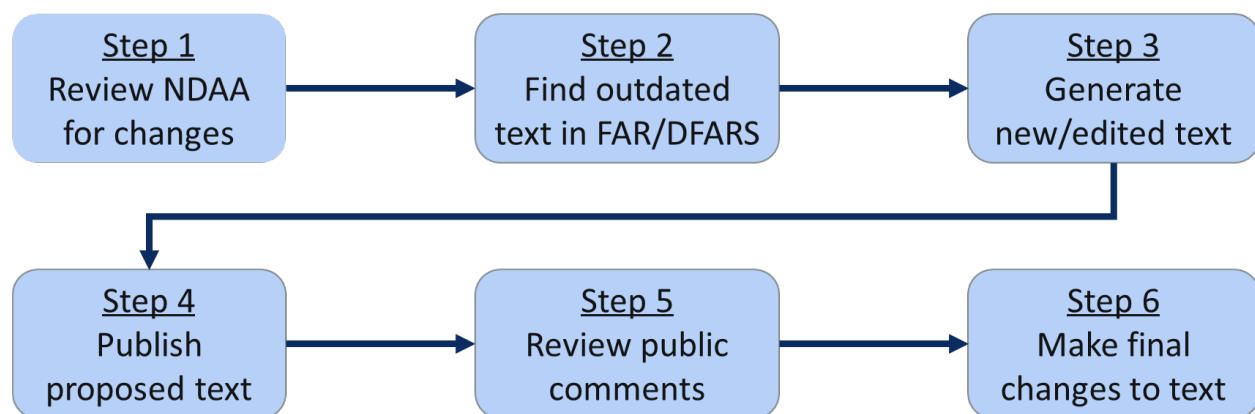 Step 1
Review NDAA
for changes
Step 2
Find outdated
text in FAR/DFARS
Step 3
Generate
new/edited text
Step 4
Publish
proposed text
Step 5
Review public
comments
Step 6
Make final
changes to text